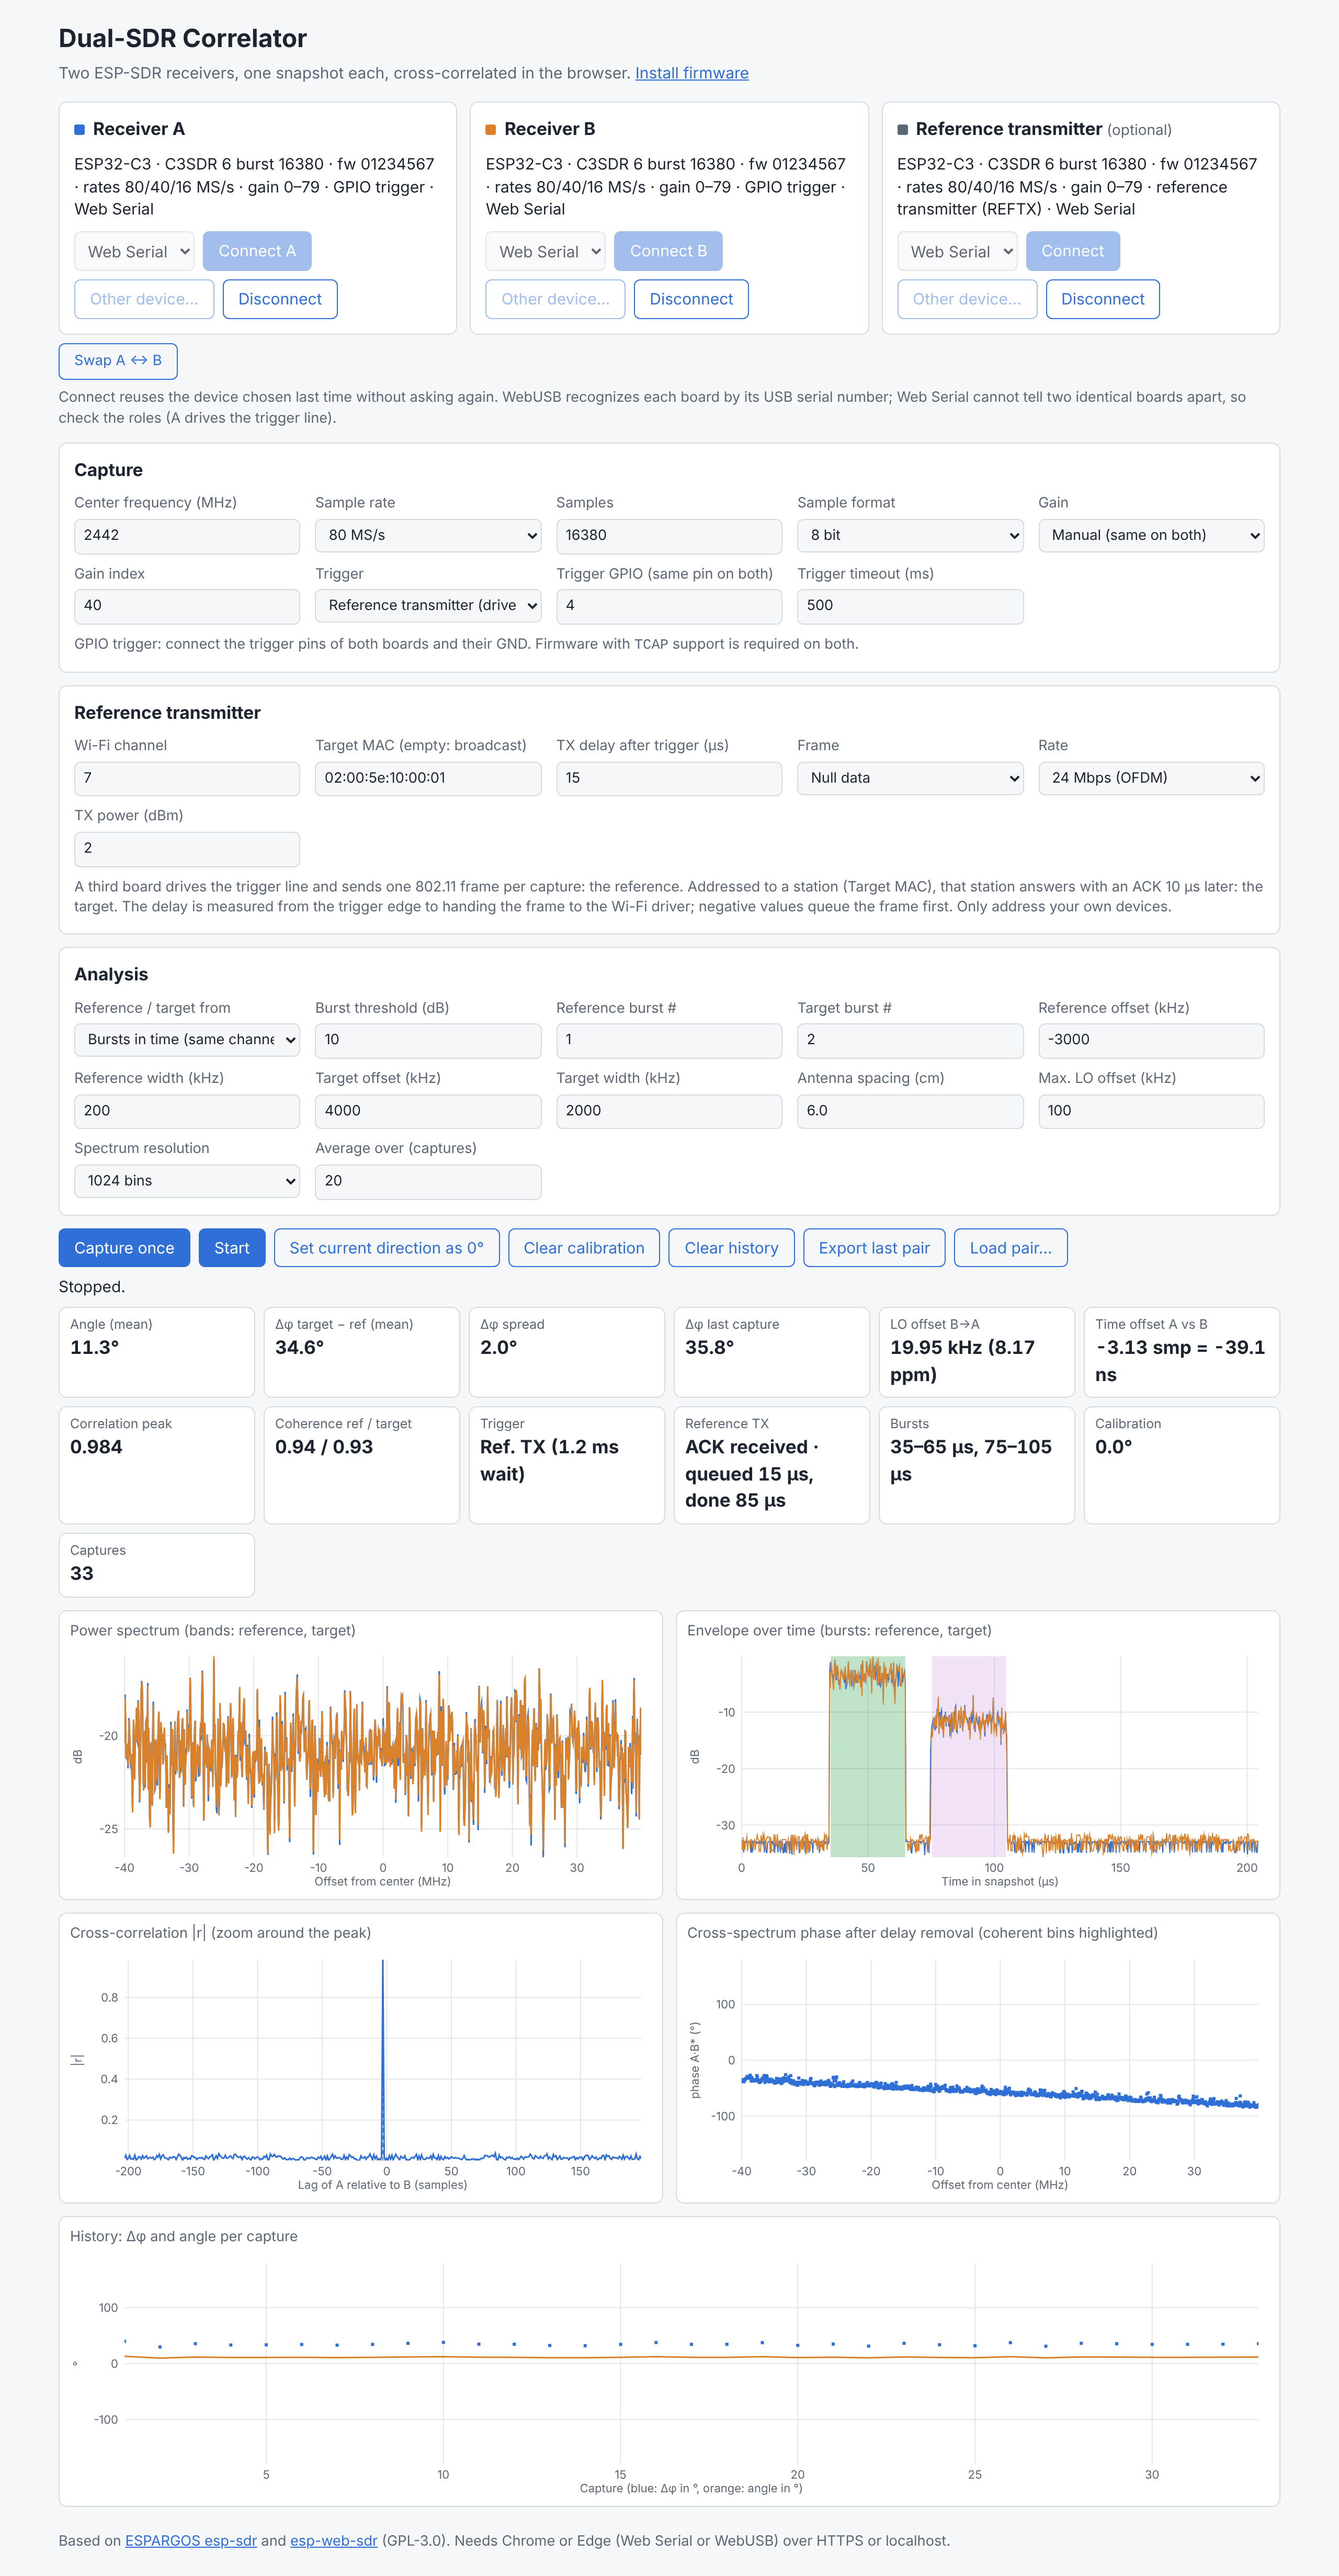 Dual-SDR Correlator
Two ESP-SDR receivers, one snapshot each, cross-correlated in the browser. Install firmware
Receiver A
ESP32-C3 · C3SDR 6 burst 16380 · fw 01234567
· rates 80/40/16 MS/s · gain 0–79 · GPIO trigger ·
Web Serial
Web Serial
Connect A
Other device…
Disconnect
Receiver B
ESP32-C3 · C3SDR 6 burst 16380 · fw 01234567
· rates 80/40/16 MS/s · gain 0–79 · GPIO trigger ·
Web Serial
Web Serial
Connect B
Other device…
Disconnect
Reference transmitter (optional)
ESP32-C3 · C3SDR 6 burst 16380 · fw 01234567
· rates 80/40/16 MS/s · gain 0–79 · reference
transmitter (REFTX) · Web Serial
Web Serial
Connect
Other device…
Disconnect
Swap A ↔ B
Connect reuses the device chosen last time without asking again. WebUSB recognizes each board by its USB serial number; Web Serial cannot tell two identical boards apart, so
check the roles (A drives the trigger line).
Capture
Center frequency (MHz)
Sample rate
Samples
Sample format
Gain
2442
80 MS/s
16380
8 bit
Manual (same on both)
Gain index
Trigger
Trigger GPIO (same pin on both)
Trigger timeout (ms)
40
Reference transmitter (drive
4
500
GPIO trigger: connect the trigger pins of both boards and their GND. Firmware with TCAP support is required on both.
Reference transmitter
Wi-Fi channel
Target MAC (empty: broadcast)
TX delay after trigger (µs)
Frame
Rate
7
02:00:5e:10:00:01
15
Null data
24 Mbps (OFDM)
TX power (dBm)
2
A third board drives the trigger line and sends one 802.11 frame per capture: the reference. Addressed to a station (Target MAC), that station answers with an ACK 10 µs later: the
target. The delay is measured from the trigger edge to handing the frame to the Wi-Fi driver; negative values queue the frame first. Only address your own devices.
Analysis
Reference / target from
Burst threshold (dB)
Reference burst #
Target burst #
Reference offset (kHz)
Bursts in time (same channe
10
1
2
-3000
Reference width (kHz)
Target offset (kHz)
Target width (kHz)
Antenna spacing (cm)
Max. LO offset (kHz)
200
4000
2000
6.0
100
Spectrum resolution
Average over (captures)
1024 bins
20
Capture once
Start
Set current direction as 0°
Clear calibration
Clear history
Export last pair
Load pair…
Stopped.
Angle (mean)
11.3°
Δφ target − ref (mean)
34.6°
Δφ spread
2.0°
Δφ last capture
35.8°
LO offset B→A
19.95 kHz (8.17
ppm)
Time offset A vs B
-3.13 smp = -39.1
ns
Correlation peak
0.984
Coherence ref / target
0.94 / 0.93
Trigger
Ref. TX (1.2 ms
wait)
Reference TX
ACK received ·
queued 15 µs,
done 85 µs
Bursts
35–65 µs, 75–105
µs
Calibration
0.0°
Captures
33
Power spectrum (bands: reference, target)
dB
-20
-25
-40 -30 -20 -10 0 10 20 30
Offset from center (MHz)
Envelope over time (bursts: reference, target)
dB
-10
-20
-30
0 50 100 150 200
Time in snapshot (µs)
Cross-correlation |r| (zoom around the peak)
|r|
0.8
0.6
0.4
0.2
-200 -150 -100 -50 0 50 100 150
Lag of A relative to B (samples)
Cross-spectrum phase after delay removal (coherent bins highlighted)
phase A·B* (°)
100
0
-100
-40 -30 -20 -10 0 10 20 30
Offset from center (MHz)
History: Δφ and angle per capture
°
100
0
-100
5 10 15 20 25 30
Capture (blue: Δφ in °, orange: angle in °)
Based on ESPARGOS esp-sdr and esp-web-sdr (GPL-3.0). Needs Chrome or Edge (Web Serial or WebUSB) over HTTPS or localhost.